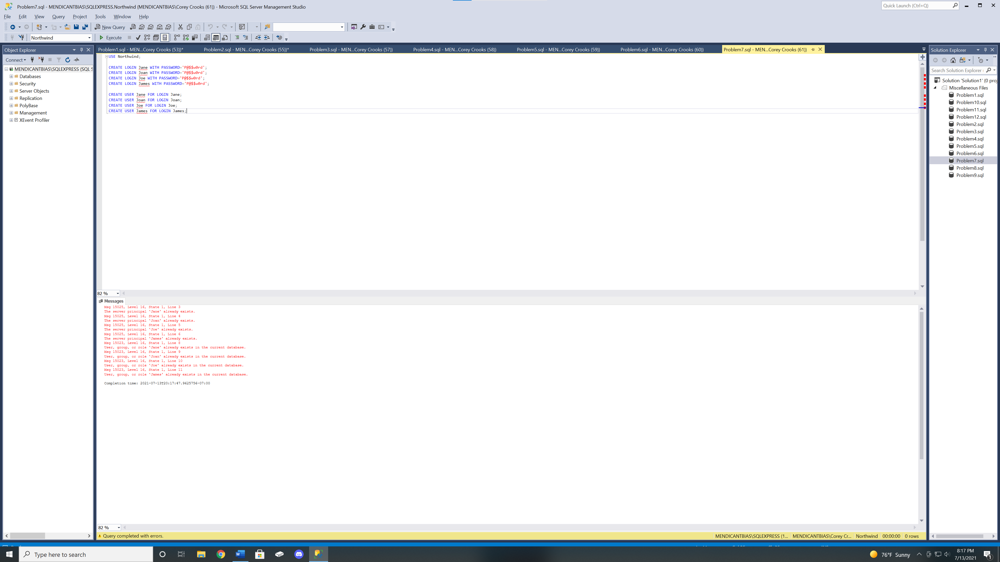 Problem7.sql - MENDICANTBIAS\SQLEXPRESS.Northwind (MENDICANTBIAS\Corey Crooks (61)) - Microsoft SQL Server Management Studio
Quick Launch (Ctrl+Q)
File Edit View Query Project Tools Window Help
New Query MDX DMX XMLA DAX
Northwind Execute
Object Explorer
Connect
MENDICANTBIAS\SQLEXPRESS (SQL S
Databases
Security
Server Objects
Replication
PolyBase
Management
XEvent Profiler
Problem1.sql - MEN...Corey Crooks (53))* Problem2.sql - MEN...Corey Crooks (55))* Problem3.sql - MEN...Corey Crooks (57)) Problem4.sql - MEN...Corey Crooks (58)) Problem5.sql - MEN...Corey Crooks (59)) Problem6.sql - MEN...Corey Crooks (60)) Problem7.sql - MEN...Corey Crooks (61))
USE Northwind;
CREATE LOGIN Jane WITH PASSWORD='P@$$w0rd';
CREATE LOGIN Joan WITH PASSWORD='P@$$w0rd';
CREATE LOGIN Joe WITH PASSWORD='P@$$w0rd';
CREATE LOGIN James WITH PASSWORD='P@$$w0rd';
CREATE USER Jane FOR LOGIN Jane;
CREATE USER Joan FOR LOGIN Joan;
CREATE USER Joe FOR LOGIN Joe;
CREATE USER James FOR LOGIN James;
82 %
Messages
Msg 15025, Level 16, State 1, Line 3
The server principal 'Jane' already exists.
Msg 15025, Level 16, State 1, Line 4
The server principal 'Joan' already exists.
Msg 15025, Level 16, State 1, Line 5
The server principal 'Joe' already exists.
Msg 15025, Level 16, State 1, Line 6
The server principal 'James' already exists.
Msg 15023, Level 16, State 1, Line 8
User, group, or role 'Jane' already exists in the current database.
Msg 15023, Level 16, State 1, Line 9
User, group, or role 'Joan' already exists in the current database.
Msg 15023, Level 16, State 1, Line 10
User, group, or role 'Joe' already exists in the current database.
Msg 15023, Level 16, State 1, Line 11
User, group, or role 'James' already exists in the current database.
Completion time: 2021-07-13T20:17:47.9625756-07:00
82 %
Query completed with errors. MENDICANTBIAS\SQLEXPRESS (1... MENDICANTBIAS\Corey Cr... Northwind 00:00:00 0 rows
Solution Explorer
Search Solution Explorer (
Solution 'Solution1' (0 proj
Miscellaneous Files
Problem1.sql
Problem10.sql
Problem11.sql
Problem12.sql
Problem2.sql
Problem3.sql
Problem4.sql
Problem5.sql
Problem6.sql
Problem7.sql
Problem8.sql
Problem9.sql
Type here to search
76°F Sunny
8:17 PM
7/13/2021
1